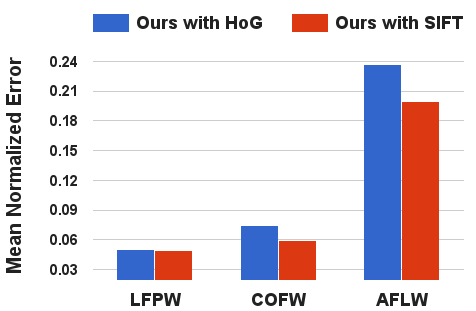 Ours with HoG Ours with SIFT
Mean Normalized Error
0.24
0.21
0.18
0.15
0.12
0.09
0.06
0.03
LFPW COFW AFLW